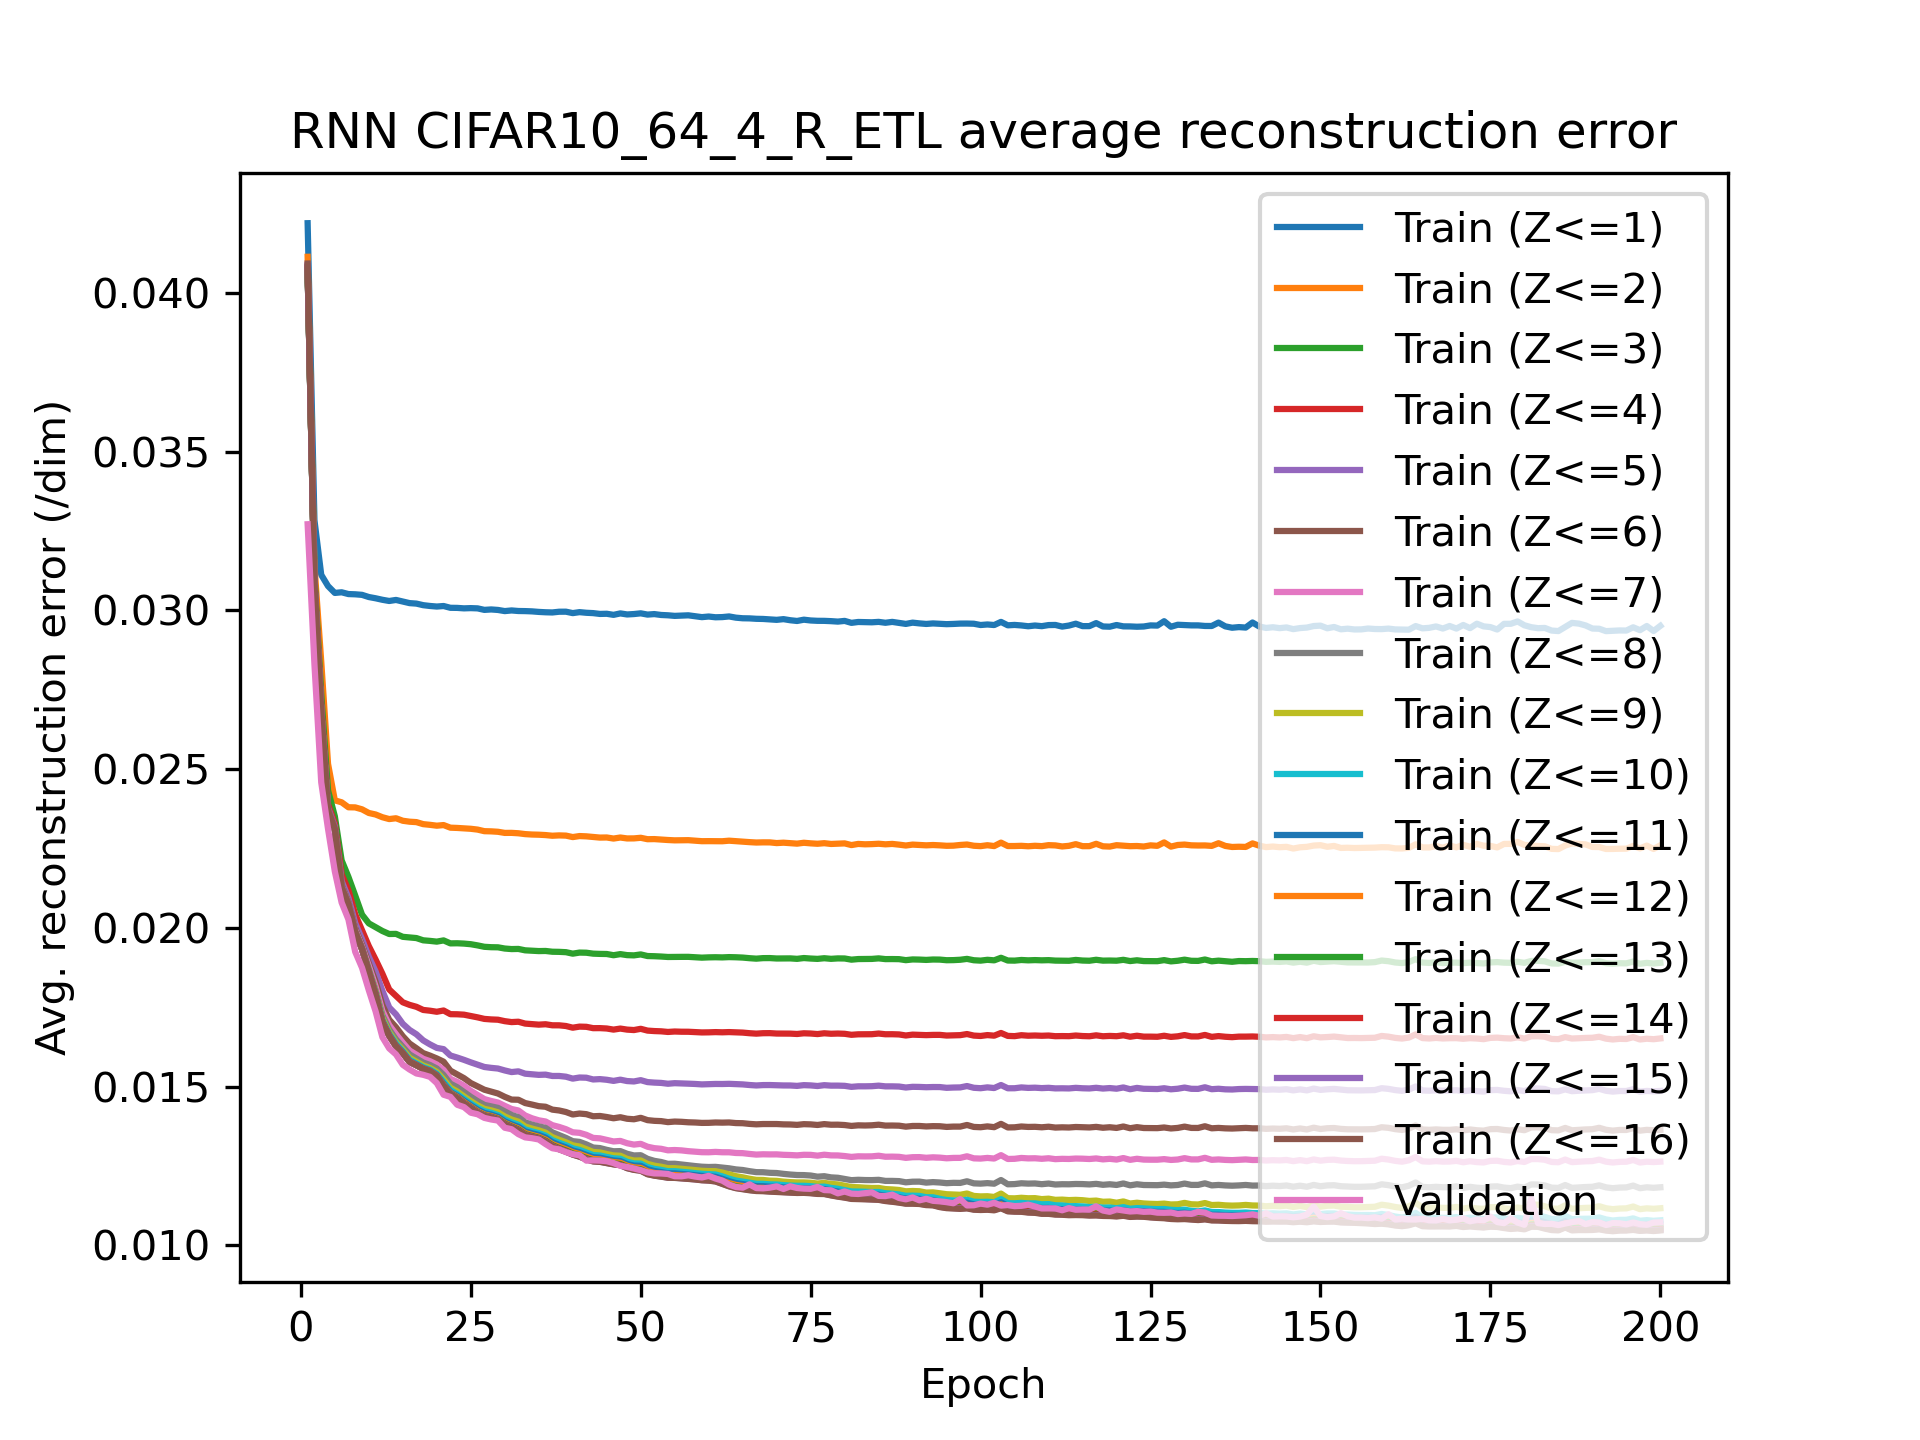 RNN CIFAR10_64_4_R_ETL average reconstruction error
Avg. reconstruction error (/dim)
0.040
0.035
0.030
0.025
0.020
0.015
0.010
Train (Z<=1)
Train (Z<=2)
Train (Z<=3)
Train (Z<=4)
Train (Z<=5)
Train (Z<=6)
Train (Z<=7)
Train (Z<=8)
Train (Z<=9)
Train (Z<=10)
Train (Z<=11)
Train (Z<=12)
Train (Z<=13)
Train (Z<=14)
Train (Z<=15)
Train (Z<=16)
Validation
0 25 50 75 100 125 150 175 200
Epoch